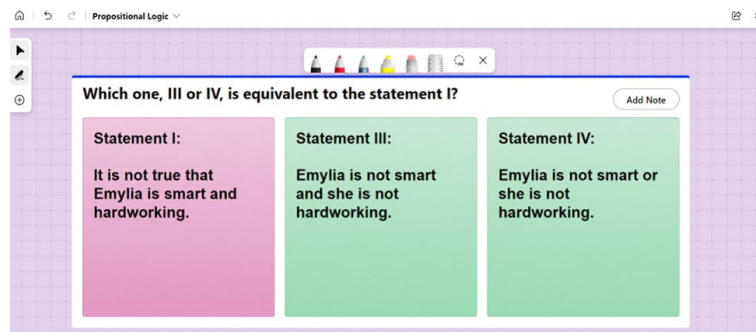 Propositional Logic
Which one, III or IV, is equivalent to the statement I?
Add Note
Statement I:
It is not true that
Emylia is smart and
hardworking.
Statement III:
Emylia is not smart
and she is not
hardworking.
Statement IV:
Emylia is not smart or
she is not
hardworking.